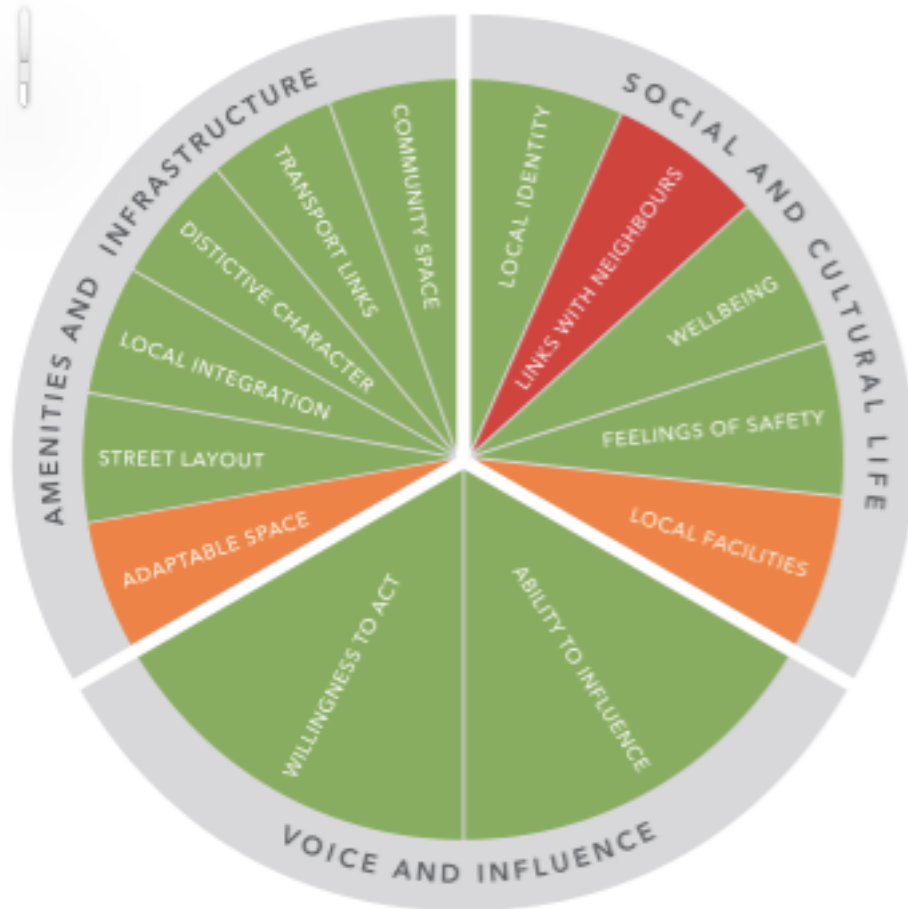 AMENITIES AND INFRASTRUCTURE
COMMUNITY SPACE
TRANSPORT LINKS
DISTICTIVE CHARACTER
LOCAL INTEGRATION
STREET LAYOUT
ADAPTABLE SPACE
SOCIAL AND CULTURAL LIFE
LOCAL IDENTITY
LINKS WITH NEIGHBOURS
WELLBEING
FEELINGS OF SAFETY
LOCAL FACILITIES
VOICE AND INFLUENCE
WILLINGNESS TO ACT
ABILITY TO INFLUENCE